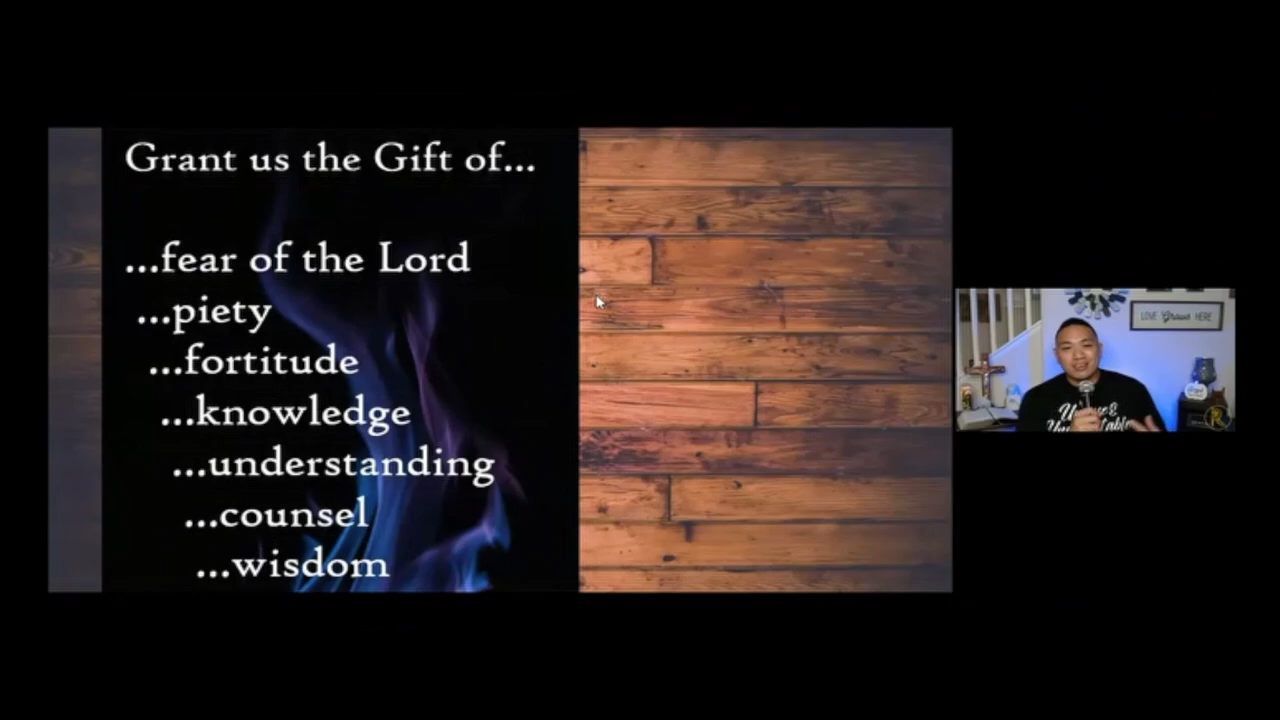 Grant us the Gift of...
...fear of the Lord
...piety
...fortitude
...knowledge
...understanding
...counsel
...wisdom
LOVE Grows HERE